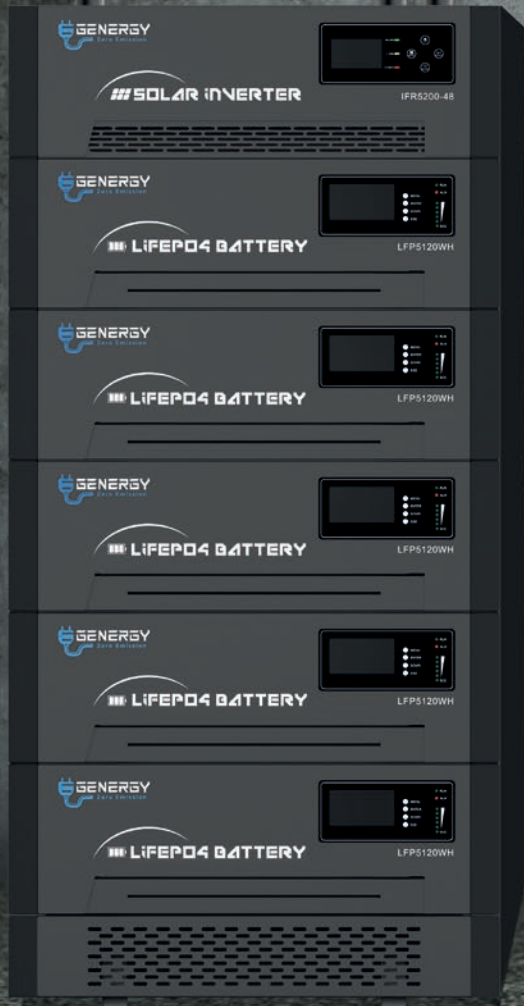 GENERGY
Zero Emission
SOLAR iNVERTER
IFR5200-48
GENERGY
Zero Emission
LiFEPO4 BATTERY
LFP5120WH
GENERGY
Zero Emission
LiFEPO4 BATTERY
LFP5120WH
GENERGY
Zero Emission
LiFEPO4 BATTERY
LFP5120WH
GENERGY
Zero Emission
LiFEPO4 BATTERY
LFP5120WH
GENERGY
Zero Emission
LiFEPO4 BATTERY
LFP5120WH